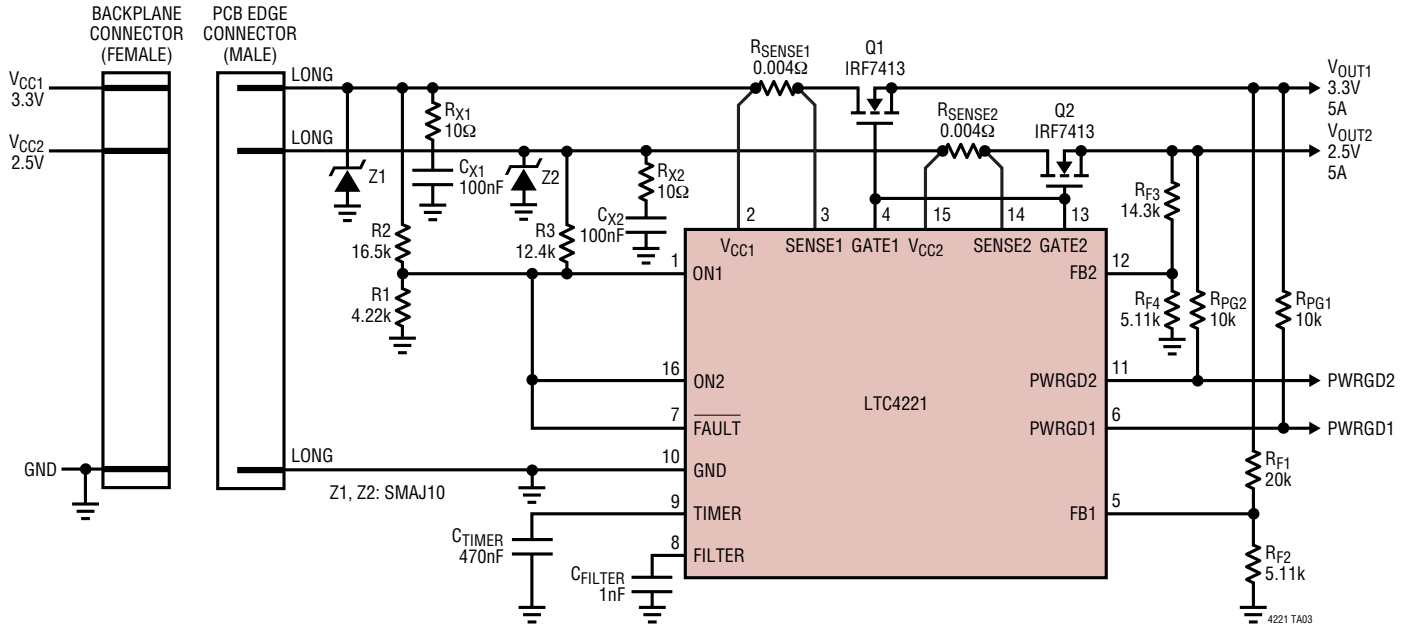 BACKPLANE
CONNECTOR
(FEMALE)
PCB EDGE
CONNECTOR
(MALE)
VCC1
3.3V
VCC2
2.5V
GND
LONG
LONG
LONG
Z1
RX1
10Ω
CX1
100nF
Z2
RX2
10Ω
CX2
100nF
R2
16.5k
R3
12.4k
R1
4.22k
RSENSE1
0.004Ω
Q1
IRF7413
RSENSE2
0.004Ω
Q2
IRF7413
VOUT1
3.3V
5A
VOUT2
2.5V
5A
RF3
14.3k
RF4
5.11k
RPG2
10k
RPG1
10k
2
3
4
15
14
13
VCC1
SENSE1
GATE1
VCC2
SENSE2
GATE2
1
ON1
16
ON2
7
FAULT
10
GND
9
TIMER
8
FILTER
LTC4221
FB2
12
PWRGD2
11
PWRGD1
6
FB1
5
PWRGD2
PWRGD1
RF1
20k
RF2
5.11k
Z1, Z2: SMAJ10
CTIMER
470nF
CFILTER
1nF
4221 TA03